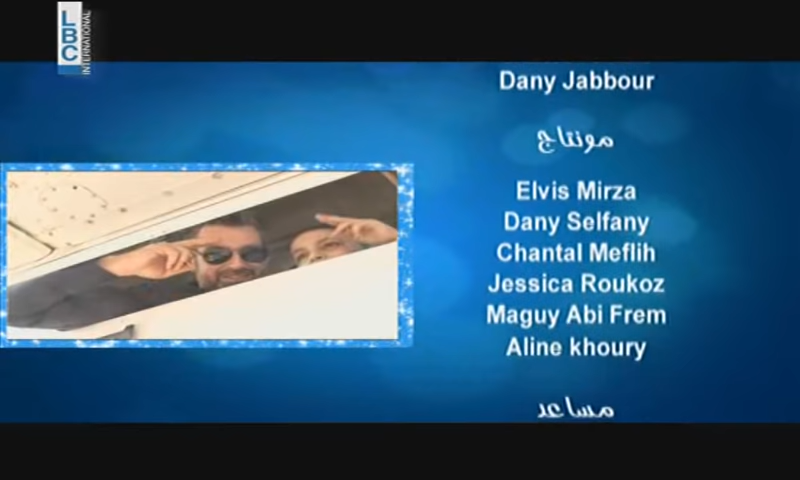 LBC
INTERNATIONAL
Dany Jabbour
مونتاج
Elvis Mirza
Dany Selfany
Chantal Meflih
Jessica Roukoz
Maguy Abi Frem
Aline khoury
مساعد